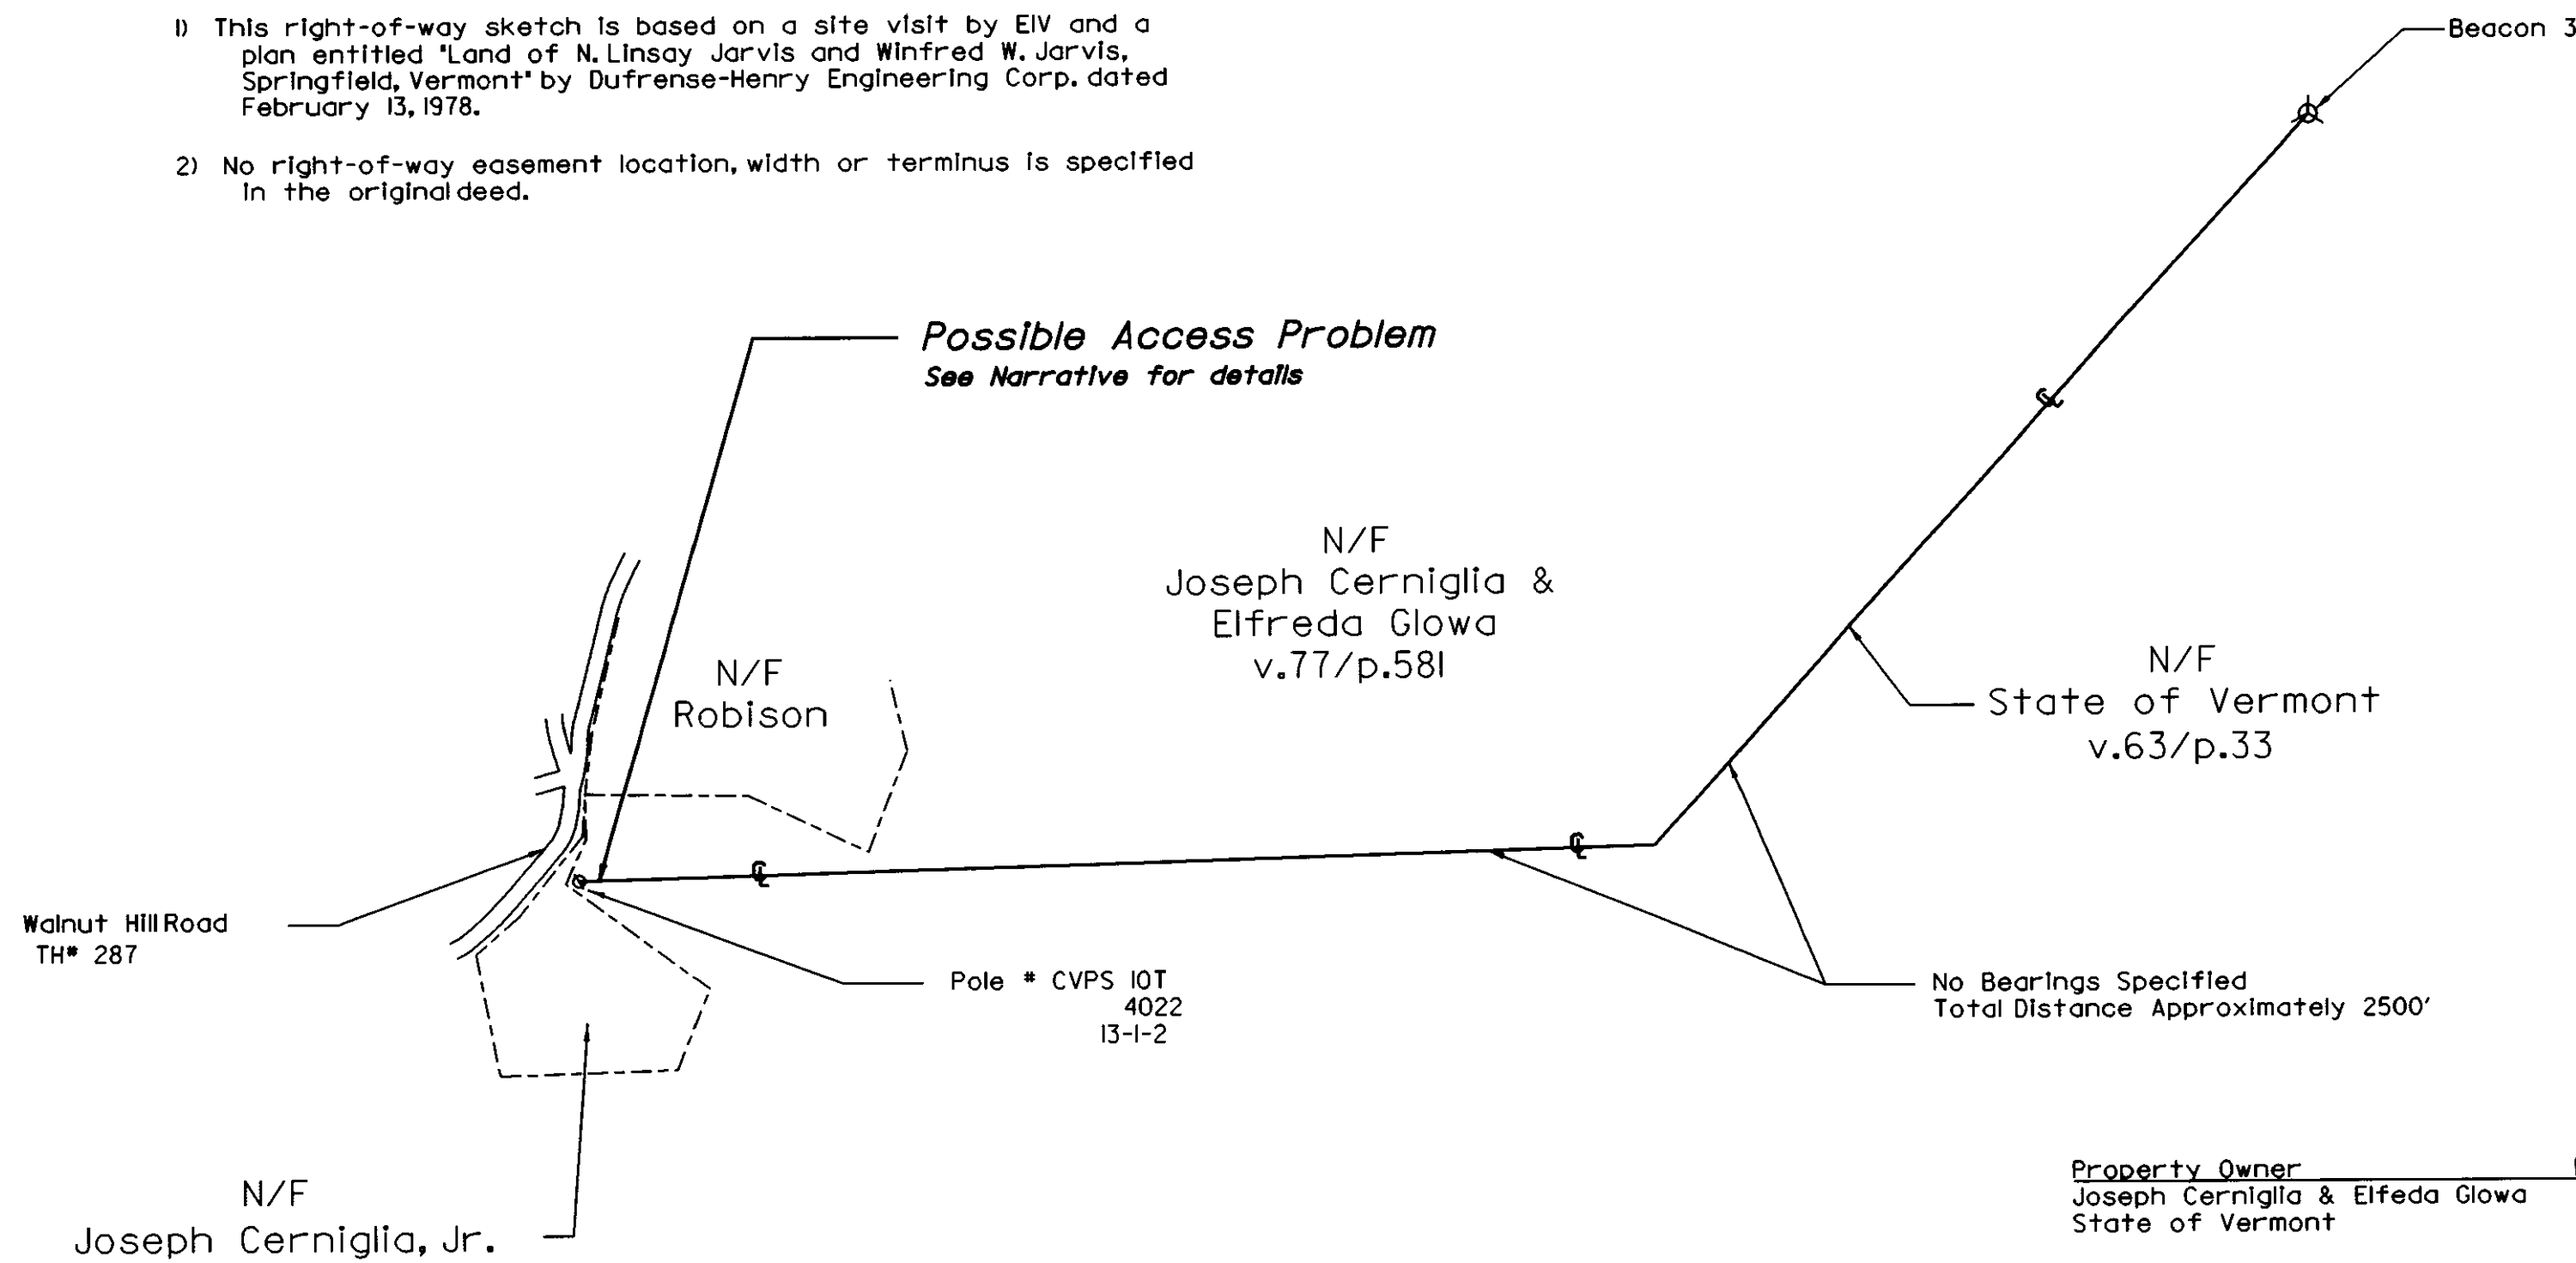 1) This right-of-way sketch is based on a site visit by EIV and a
plan entitled "Land of N. Linsay Jarvis and Winfred W. Jarvis,
Springfield, Vermont" by Dufrense-Henry Engineering Corp. dated
February 13, 1978.
2) No right-of-way easement location, width or terminus is specified
in the original deed.
Beacon 3
Possible Access Problem
See Narrative for details
N/F
Joseph Cerniglia &
Elfreda Glowa
v.77/p.581
N/F
Robison
N/F
State of Vermont
v.63/p.33
Walnut Hill Road
TH# 287
Pole # CVPS 10T
4022
13-1-2
No Bearings Specified
Total Distance Approximately 2500'
N/F
Joseph Cerniglia, Jr.
Property Owner
Joseph Cerniglia & Elfeda Glowa
State of Vermont